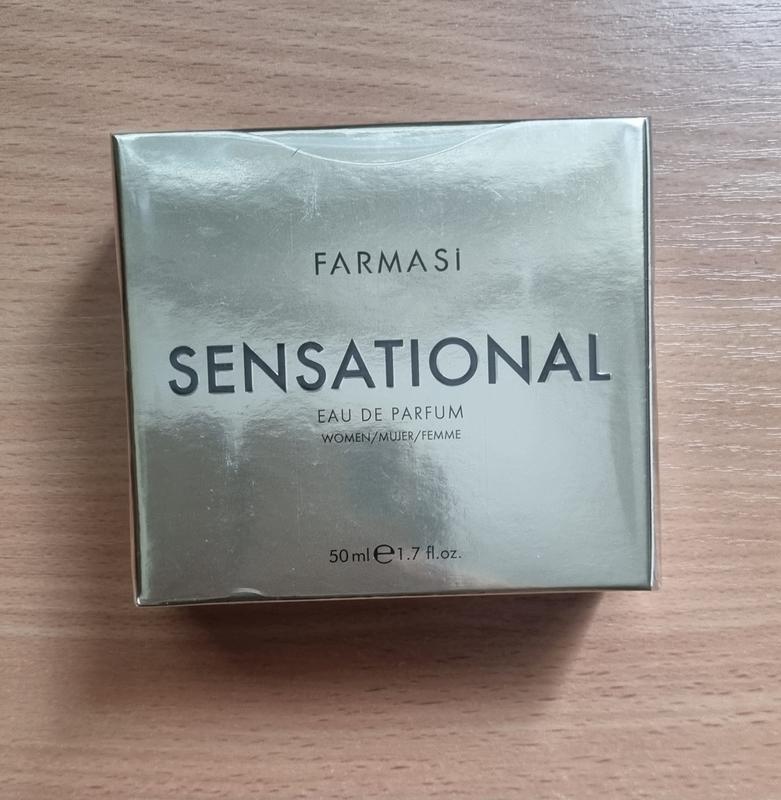 FARMASi
SENSATIONAL
EAU DE PARFUM
WOMEN/MUJER/FEMME
50 ml ℮ 1.7 fl.oz.